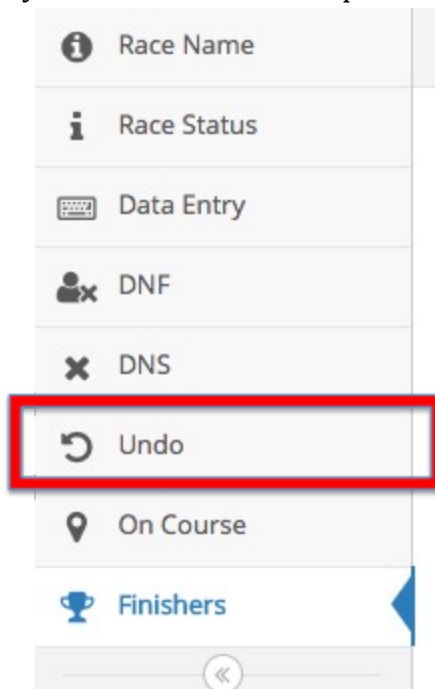 Race Name
Race Status
Data Entry
DNF
DNS
Undo
On Course
Finishers